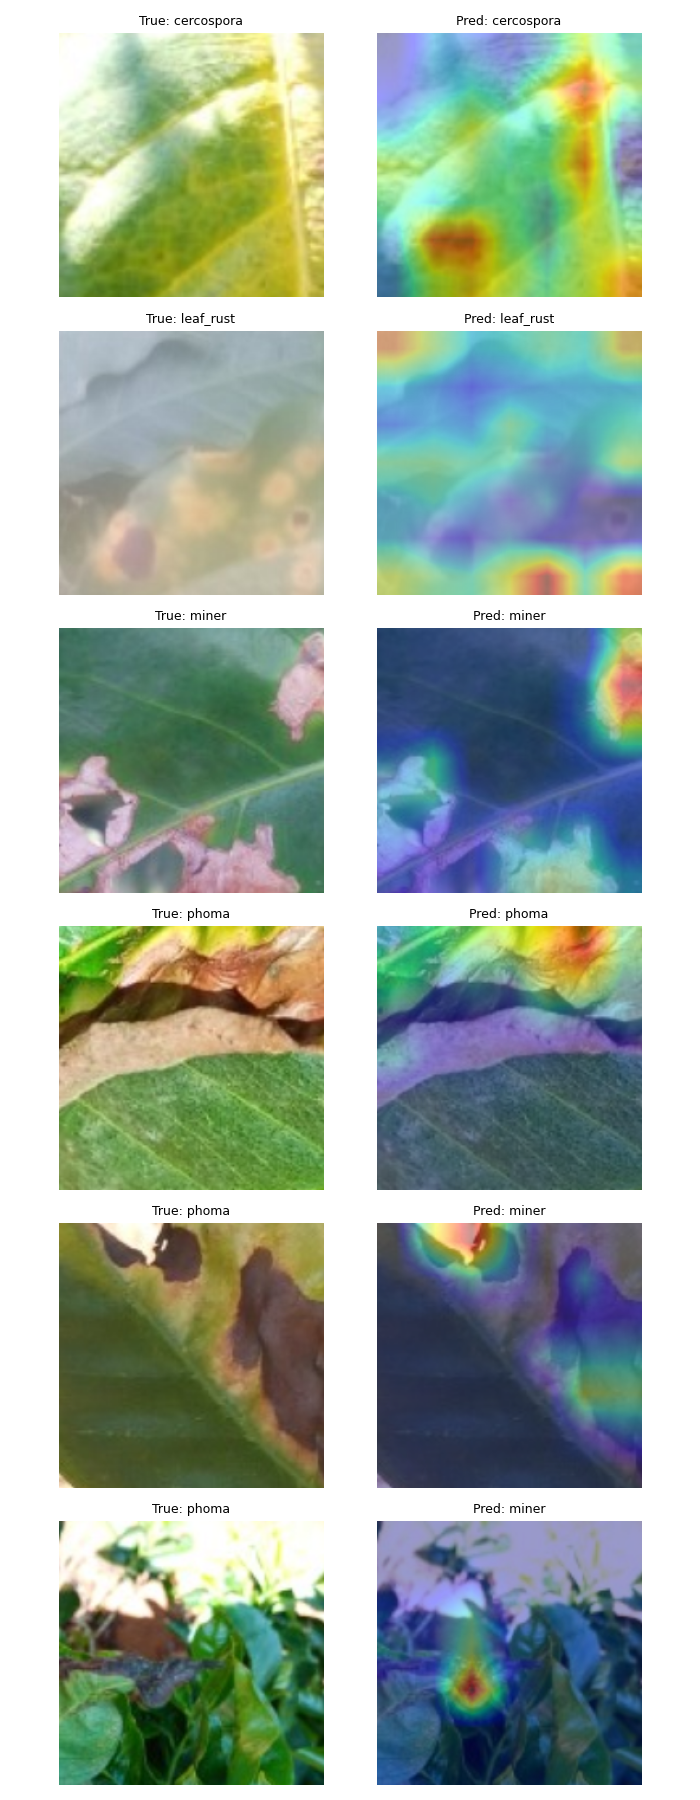 True: cercospora
Pred: cercospora
True: leaf_rust
Pred: leaf_rust
True: miner
Pred: miner
True: phoma
Pred: phoma
True: phoma
Pred: miner
True: phoma
Pred: miner